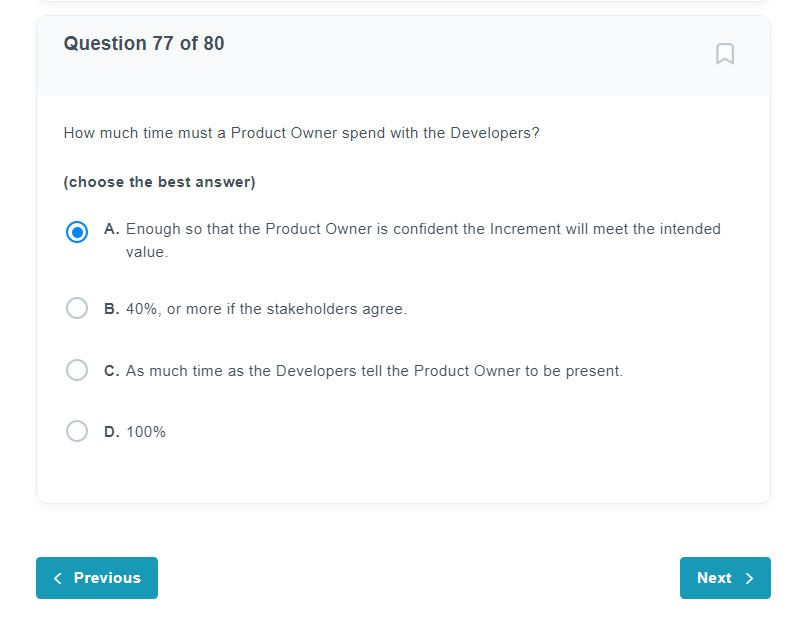 Question 77 of 80
How much time must a Product Owner spend with the Developers?
(choose the best answer)
A. Enough so that the Product Owner is confident the Increment will meet the intended
value.
B. 40%, or more if the stakeholders agree.
C. As much time as the Developers tell the Product Owner to be present.
D. 100%
Previous
Next